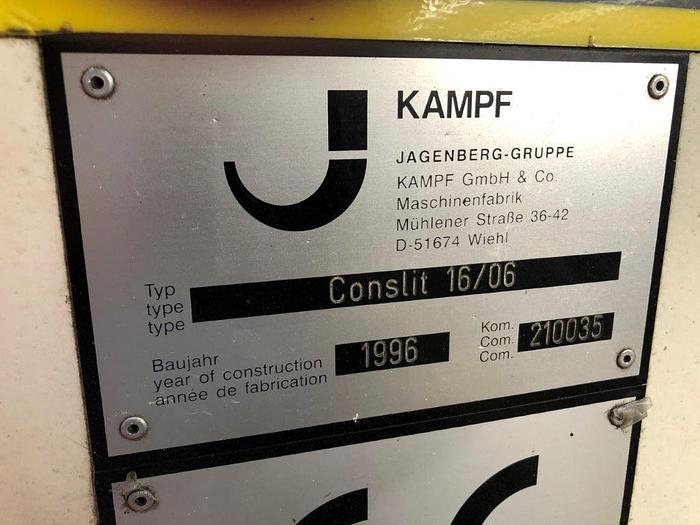 KAMPF
JAGENBERG-GRUPPE
KAMPF GmbH & Co.
Maschinenfabrik
Mühlener Straße 36-42
D-51674 Wiehl
Typ
type
type
Conslit 16/06
Baujahr
year of construction
année de fabrication
1996
Kom.
Com.
Com.
210035